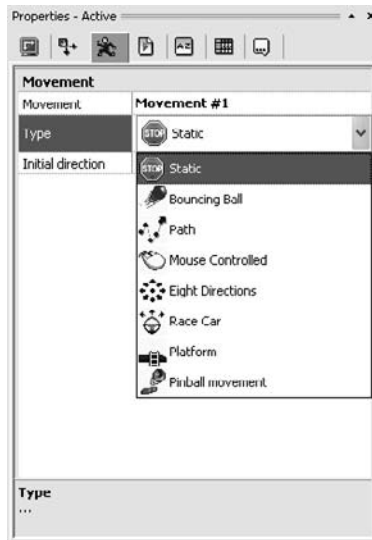 Properties - Active
Movement
Movement Movement #1
Type STOP Static
Initial direction
STOP Static
Bouncing Ball
Path
Mouse Controlled
Eight Directions
Race Car
Platform
Pinball movement
Type
...